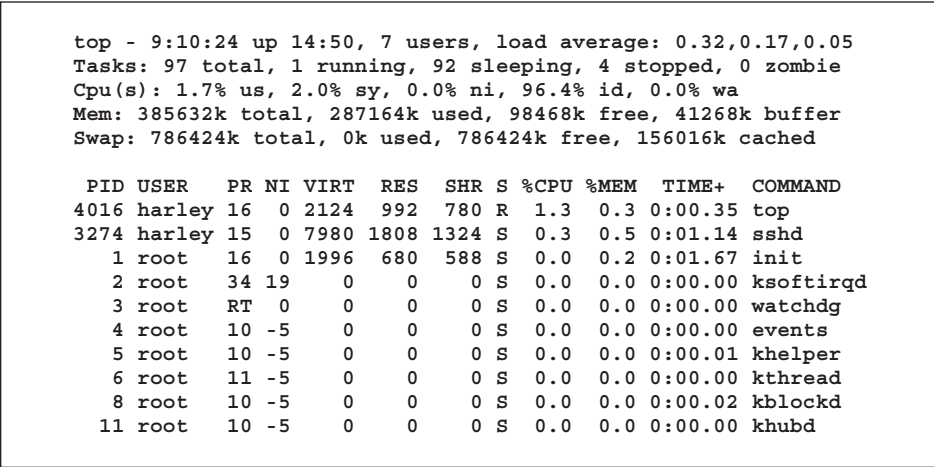 top - 9:10:24 up 14:50, 7 users, load average: 0.32,0.17,0.05
Tasks: 97 total, 1 running, 92 sleeping, 4 stopped, 0 zombie
Cpu(s): 1.7% us, 2.0% sy, 0.0% ni, 96.4% id, 0.0% wa
Mem: 385632k total, 287164k used, 98468k free, 41268k buffer
Swap: 786424k total, 0k used, 786424k free, 156016k cached
PID USER PR NI VIRT RES SHR S %CPU %MEM TIME+ COMMAND
4016 harley 16 0 2124 992 780 R 1.3 0.3 0:00.35 top
3274 harley 15 0 7980 1808 1324 S 0.3 0.5 0:01.14 sshd
1 root 16 0 1996 680 588 S 0.0 0.2 0:01.67 init
2 root 34 19 0 0 0 S 0.0 0.0 0:00.00 ksoftirqd
3 root RT 0 0 0 0 S 0.0 0.0 0:00.00 watchdg
4 root 10 -5 0 0 0 S 0.0 0.0 0:00.00 events
5 root 10 -5 0 0 0 S 0.0 0.0 0:00.01 khelper
6 root 11 -5 0 0 0 S 0.0 0.0 0:00.00 kthread
8 root 10 -5 0 0 0 S 0.0 0.0 0:00.02 kblockd
11 root 10 -5 0 0 0 S 0.0 0.0 0:00.00 khubd